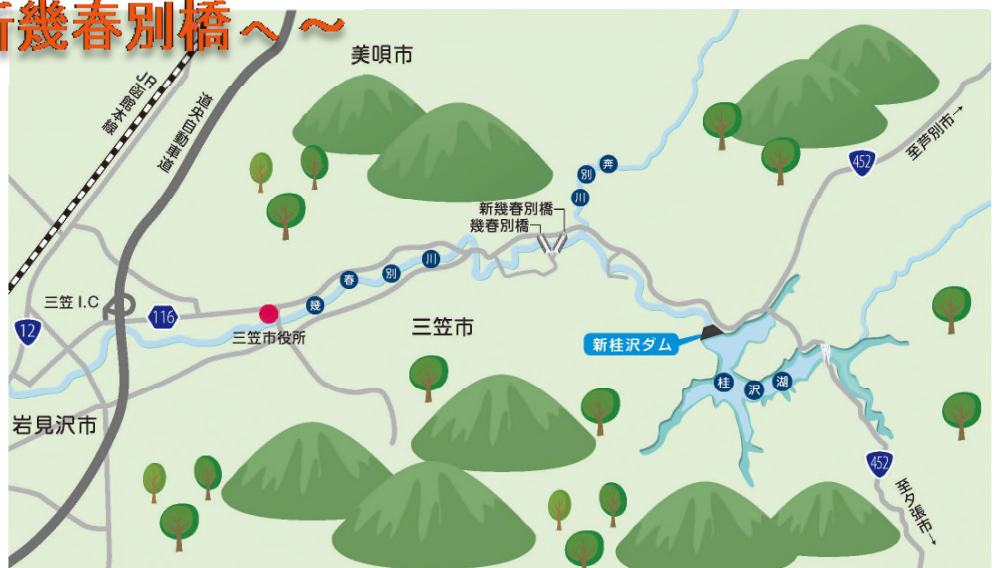 新幾春別橋へ~
美唄市
JR函館本線
道央自動車道
至芦別市→
452
奔別川
新幾春別橋
幾春別橋
幾春別川
三笠I.C
116
12
三笠市役所
三笠市
新桂沢ダム
桂沢湖
岩見沢市
452
至夕張市→